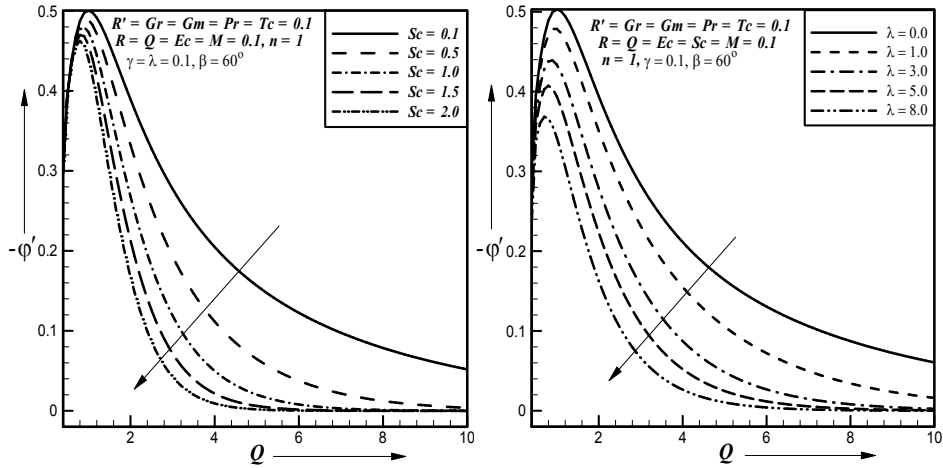 R' = Gr = Gm = Pr = Tc = 0.1
R = Q = Ec = M = 0.1, n = 1
γ = λ = 0.1, β = 60°
Sc = 0.1
Sc = 0.5
Sc = 1.0
Sc = 1.5
Sc = 2.0
0.5
0.4
0.3
0.2
0.1
0
-φ'
2
4
6
8
10
Q
R' = Gr = Gm = Pr = Tc = 0.1
R = Q = Ec = Sc = M = 0.1
n = 1, γ = 0.1, β = 60°
λ = 0.0
λ = 1.0
λ = 3.0
λ = 5.0
λ = 8.0
0.5
0.4
0.3
0.2
0.1
0
-φ'
2
4
6
8
10
Q